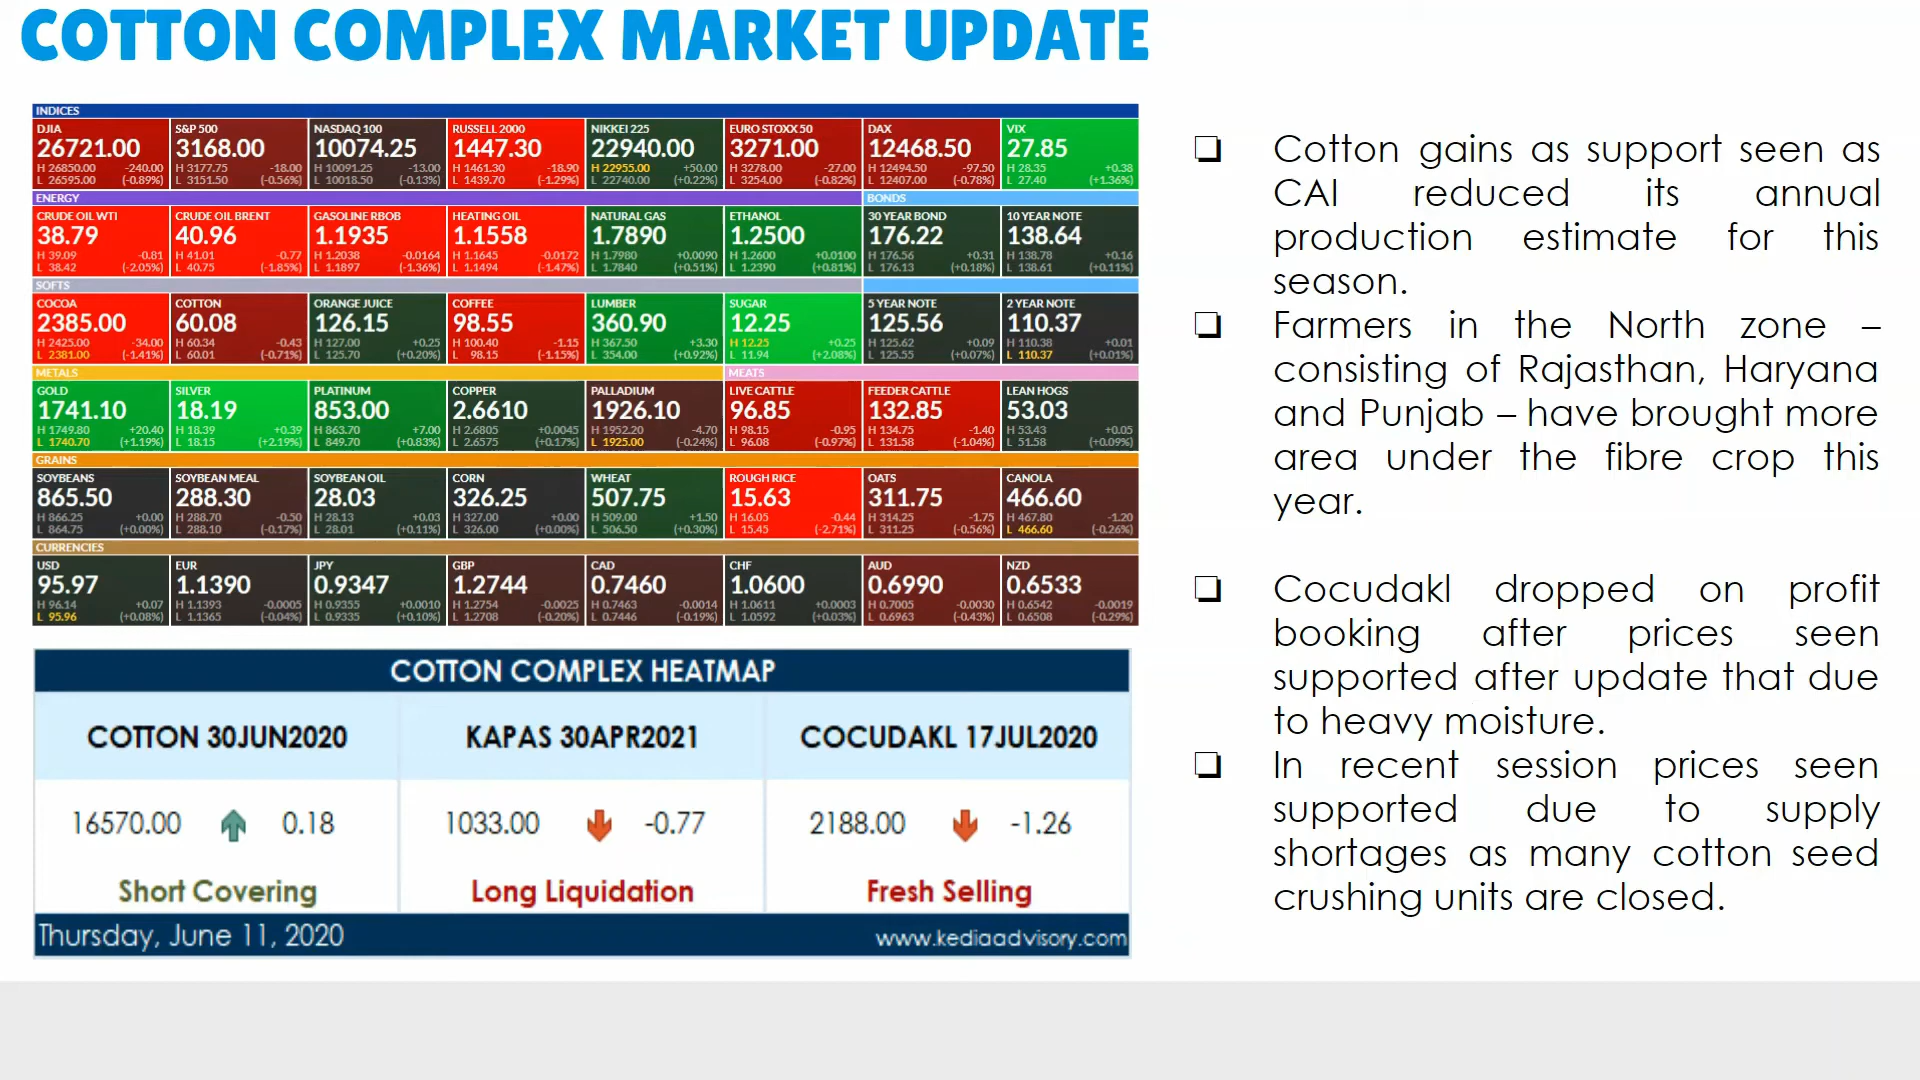 COTTON COMPLEX MARKET UPDATE
INDICES
DJIA S&P 500 NASDAQ 100 RUSSELL 2000 NIKKEI 225 EURO STOXX 50 DAX VIX
26721.00 3168.00 10074.25 1447.30 22940.00 3271.00 12468.50 27.85
H 26850.00 -240.00 H 3177.75 -18.00 H 10091.25 -13.00 H 1461.30 -18.90 H 22955.00 +50.00 H 3278.00 -27.00 H 12494.50 -97.50 H 28.35 +0.38
L 26595.00 (-0.89%) L 3151.50 (-0.56%) L 10018.50 (-0.13%) L 1439.70 (-1.29%) L 22740.00 (+0.22%) L 3254.00 (-0.82%) L 12407.00 (-0.78%) L 27.40 (+1.36%)
ENERGY BONDS
CRUDE OIL WTI CRUDE OIL BRENT GASOLINE RBOB HEATING OIL NATURAL GAS ETHANOL 30 YEAR BOND 10 YEAR NOTE
38.79 40.96 1.1935 1.1558 1.7890 1.2500 176.22 138.64
H 39.09 -0.81 H 41.01 -0.77 H 1.2038 -0.0164 H 1.1645 -0.0172 H 1.7980 +0.0090 H 1.2600 +0.0100 H 176.56 +0.31 H 138.78 +0.16
L 38.42 (-2.05%) L 40.75 (-1.85%) L 1.1897 (-1.36%) L 1.1494 (-1.47%) L 1.7840 (+0.51%) L 1.2390 (+0.81%) L 176.13 (+0.18%) L 138.61 (+0.11%)
SOFTS
COCOA COTTON ORANGE JUICE COFFEE LUMBER SUGAR 5 YEAR NOTE 2 YEAR NOTE
2385.00 60.08 126.15 98.55 360.90 12.25 125.56 110.37
H 2425.00 -34.00 H 60.34 -0.43 H 127.00 +0.25 H 100.40 -1.15 H 367.50 +3.30 H 12.25 +0.25 H 125.62 +0.09 H 110.38 +0.01
L 2381.00 (-1.41%) L 60.01 (-0.71%) L 125.70 (+0.20%) L 98.15 (-1.15%) L 354.00 (+0.92%) L 11.94 (+2.08%) L 125.55 (+0.07%) L 110.37 (+0.01%)
METALS MEATS
GOLD SILVER PLATINUM COPPER PALLADIUM LIVE CATTLE FEEDER CATTLE LEAN HOGS
1741.10 18.19 853.00 2.6610 1926.10 96.85 132.85 53.03
H 1749.80 +20.40 H 18.39 +0.39 H 863.70 +7.00 H 2.6805 +0.0045 H 1952.20 -4.70 H 98.15 -0.95 H 134.75 -1.40 H 53.43 +0.05
L 1740.70 (+1.19%) L 18.15 (+2.19%) L 849.70 (+0.83%) L 2.6575 (+0.17%) L 1925.00 (-0.24%) L 96.08 (-0.97%) L 131.58 (-1.04%) L 51.58 (+0.09%)
GRAINS
SOYBEANS SOYBEAN MEAL SOYBEAN OIL CORN WHEAT ROUGH RICE OATS CANOLA
865.50 288.30 28.03 326.25 507.75 15.63 311.75 466.60
H 866.25 +0.00 H 288.70 -0.50 H 28.13 +0.03 H 327.00 +0.00 H 509.00 +1.50 H 16.05 -0.44 H 314.25 -1.75 H 467.80 -1.20
L 864.75 (+0.00%) L 288.10 (-0.17%) L 28.01 (+0.11%) L 326.00 (+0.00%) L 506.50 (+0.30%) L 15.45 (-2.71%) L 311.25 (-0.56%) L 466.60 (-0.26%)
CURRENCIES
USD EUR JPY GBP CAD CHF AUD NZD
95.97 1.1390 0.9347 1.2744 0.7460 1.0600 0.6990 0.6533
H 96.14 +0.07 H 1.1393 -0.0005 H 0.9355 +0.0010 H 1.2754 -0.0025 H 0.7463 -0.0014 H 1.0611 +0.0003 H 0.7005 -0.0030 H 0.6542 -0.0019
L 95.96 (+0.08%) L 1.1365 (-0.04%) L 0.9335 (+0.10%) L 1.2708 (-0.20%) L 0.7446 (-0.19%) L 1.0592 (+0.03%) L 0.6963 (-0.43%) L 0.6508 (-0.29%)
COTTON COMPLEX HEATMAP
COTTON 30JUN2020 KAPAS 30APR2021 COCUDAKL 17JUL2020
16570.00 0.18 1033.00 -0.77 2188.00 -1.26
Short Covering Long Liquidation Fresh Selling
Thursday, June 11, 2020 www.kediaadvisory.com
❏ Cotton gains as support seen as
CAI reduced its annual
production estimate for this
season.
❏ Farmers in the North zone –
consisting of Rajasthan, Haryana
and Punjab – have brought more
area under the fibre crop this
year.
❏ Cocudakl dropped on profit
booking after prices seen
supported after update that due
to heavy moisture.
❏ In recent session prices seen
supported due to supply
shortages as many cotton seed
crushing units are closed.